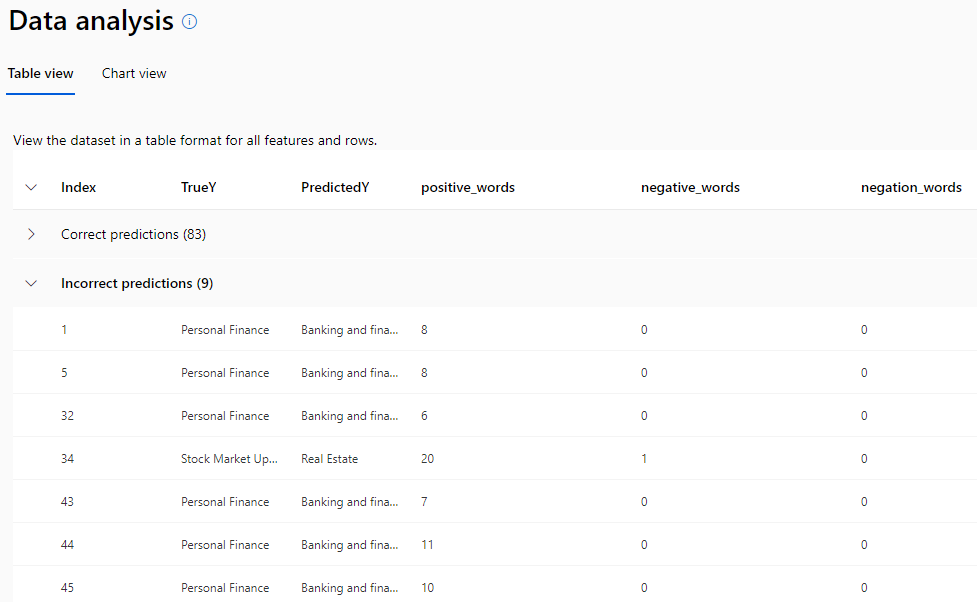 Data analysis
Table view Chart view
View the dataset in a table format for all features and rows.
Index TrueY PredictedY positive_words negative_words negation_words
Correct predictions (83)
Incorrect predictions (9)
1 Personal Finance Banking and fina... 8 0 0
5 Personal Finance Banking and fina... 8 0 0
32 Personal Finance Banking and fina... 6 0 0
34 Stock Market Up... Real Estate 20 1 0
43 Personal Finance Banking and fina... 7 0 0
44 Personal Finance Banking and fina... 11 0 0
45 Personal Finance Banking and fina... 10 0 0